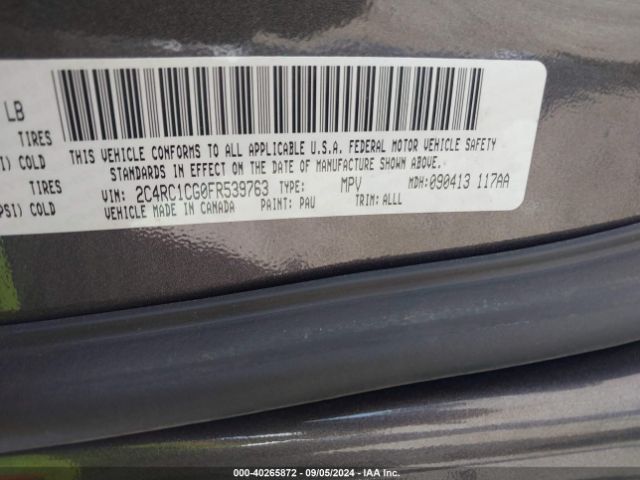 LB
TIRES
SI) COLD
TIRES
PSI) COLD
THIS VEHICLE CONFORMS TO ALL APPLICABLE U.S.A. FEDERAL MOTOR VEHICLE SAFETY
STANDARDS IN EFFECT ON THE DATE OF MANUFACTURE SHOWN ABOVE.
VIN: 2C4RC1CG0FR539763 TYPE: MPV MDH: 090413 117AA
VEHICLE MADE IN CANADA PAINT: PAU TRIM: ALLL
000-40265872 / 09/05/2024 - IAA Inc.